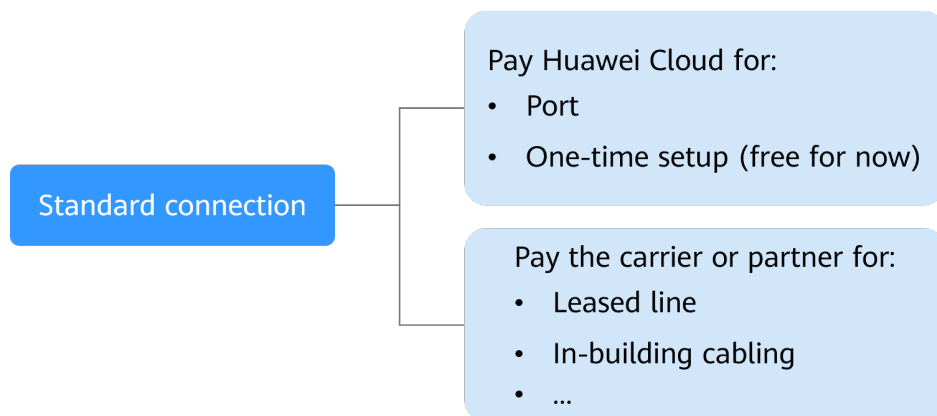 Standard connection
Pay Huawei Cloud for:
• Port
• One-time setup (free for now)
Pay the carrier or partner for:
• Leased line
• In-building cabling
• ...